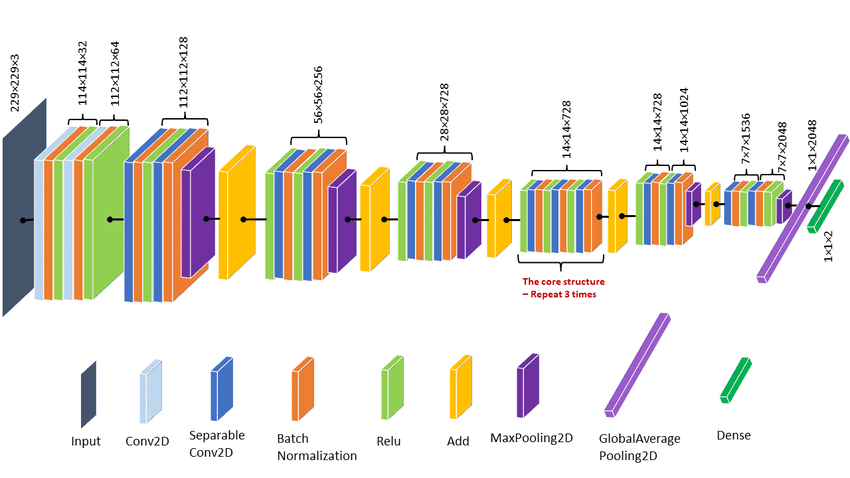 229×229×3
114×114×32
112×112×64
112×112×128
56×56×256
28×28×728
14×14×728
14×14×728
14×14×1024
7×7×1536
7×7×2048
1×1×2048
1×1×2
The core structure
– Repeat 3 times
Input
Conv2D
Separable
Conv2D
Batch
Normalization
Relu
Add
MaxPooling2D
GlobalAverage
Pooling2D
Dense